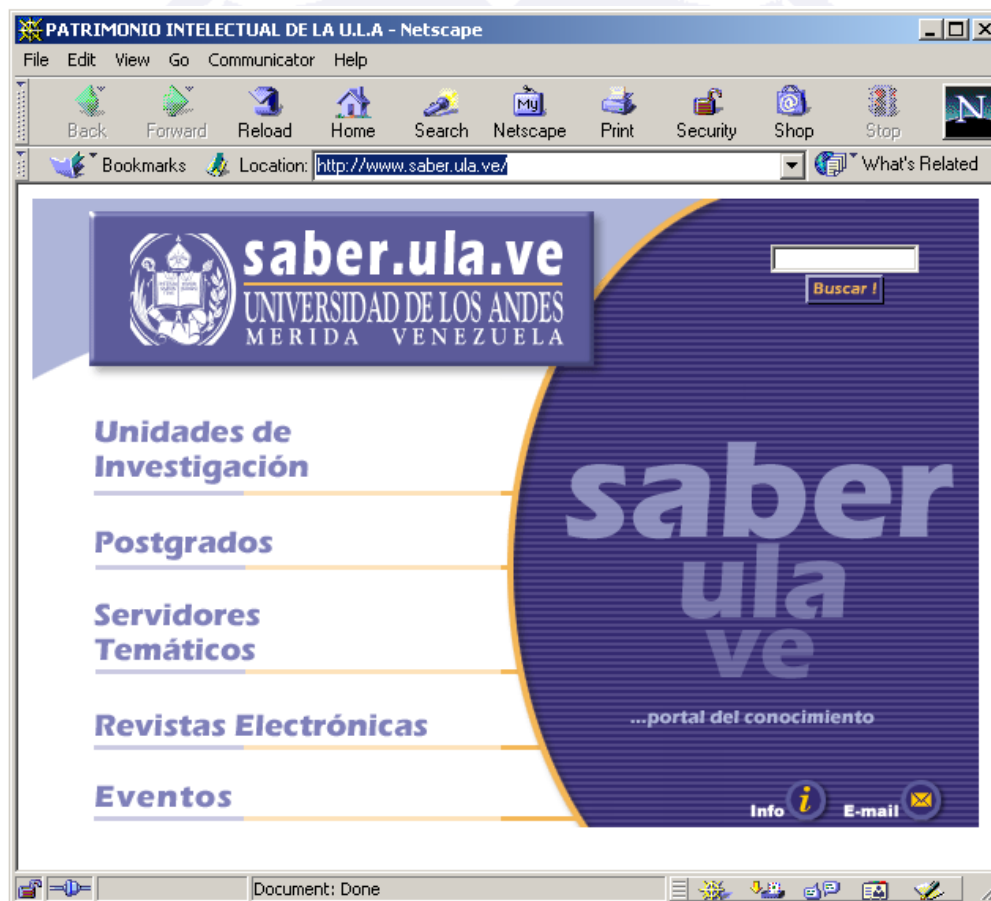 PATRIMONIO INTELECTUAL DE LA U.L.A - Netscape
File Edit View Go Communicator Help
Back Forward Reload Home Search Netscape Print Security Shop Stop
My
N
Bookmarks Location: http://www.saber.ula.ve/ What's Related
saber.ula.ve
UNIVERSIDAD DE LOS ANDES
MERIDA VENEZUELA
Buscar !
Unidades de
Investigación
Postgrados
Servidores
Temáticos
Revistas Electrónicas
Eventos
saber
ula
ve
...portal del conocimiento
Info i E-mail
Document: Done